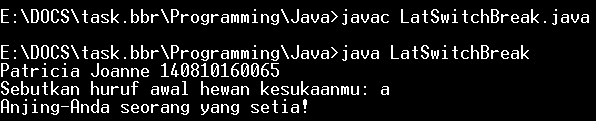 E:\DOCS\task.bbr\Programming\Java>javac LatSwitchBreak.java
E:\DOCS\task.bbr\Programming\Java>java LatSwitchBreak
Patricia Joanne 140810160065
Sebutkan huruf awal hewan kesukaanmu: a
Anjing-Anda seorang yang setia!